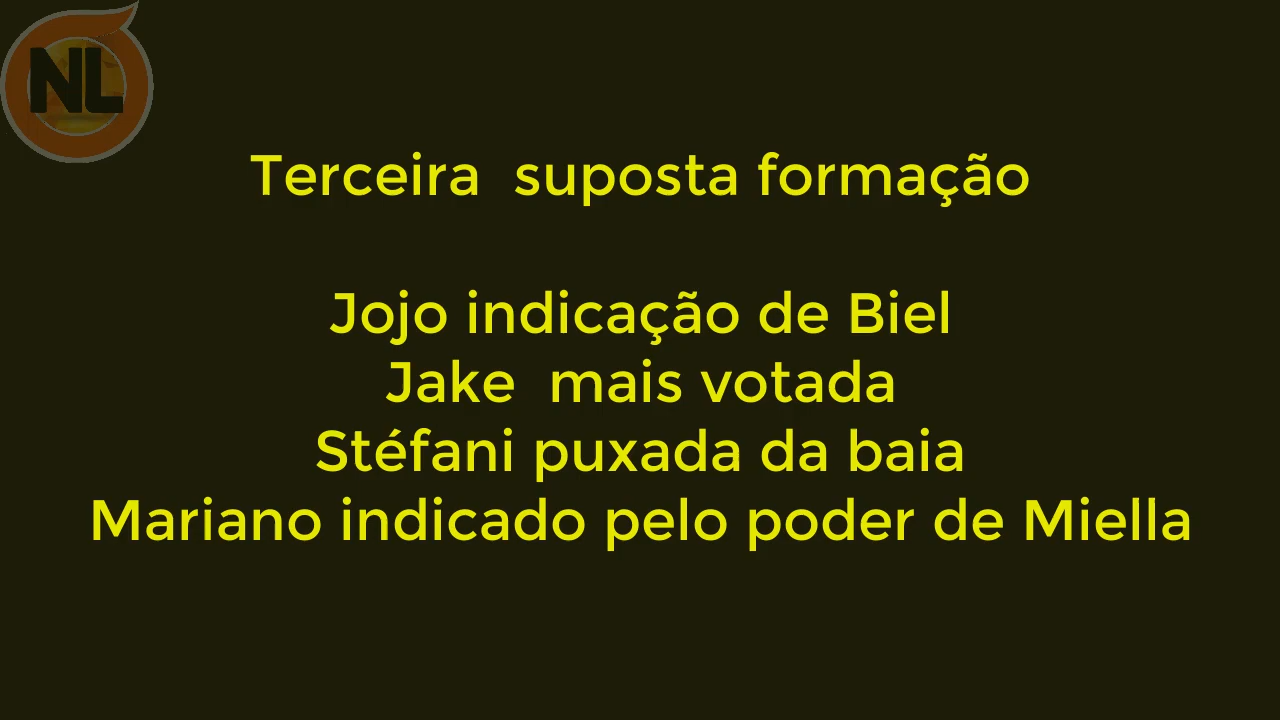 NL
Terceira suposta formação
Jojo indicação de Biel
Jake mais votada
Stéfani puxada da baia
Mariano indicado pelo poder de Miella